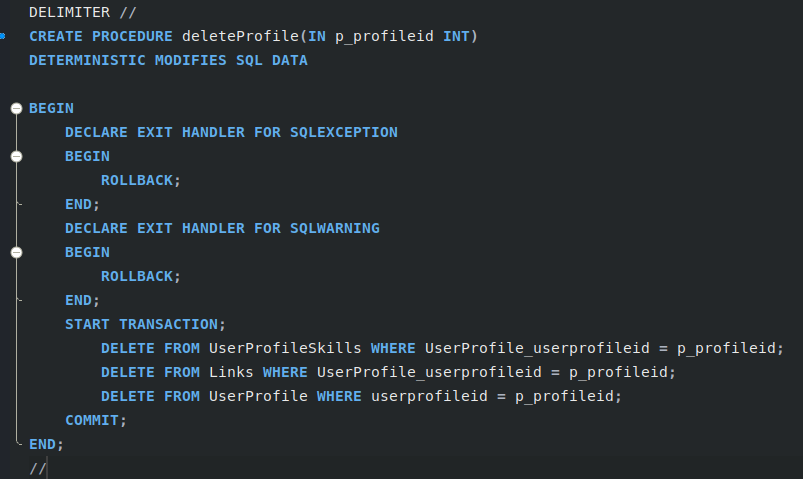 DELIMITER //
CREATE PROCEDURE deleteProfile(IN p_profileid INT)
DETERMINISTIC MODIFIES SQL DATA
BEGIN
DECLARE EXIT HANDLER FOR SQLEXCEPTION
BEGIN
ROLLBACK;
END;
DECLARE EXIT HANDLER FOR SQLWARNING
BEGIN
ROLLBACK;
END;
START TRANSACTION;
DELETE FROM UserProfileSkills WHERE UserProfile_userprofileid = p_profileid;
DELETE FROM Links WHERE UserProfile_userprofileid = p_profileid;
DELETE FROM UserProfile WHERE userprofileid = p_profileid;
COMMIT;
END;
//